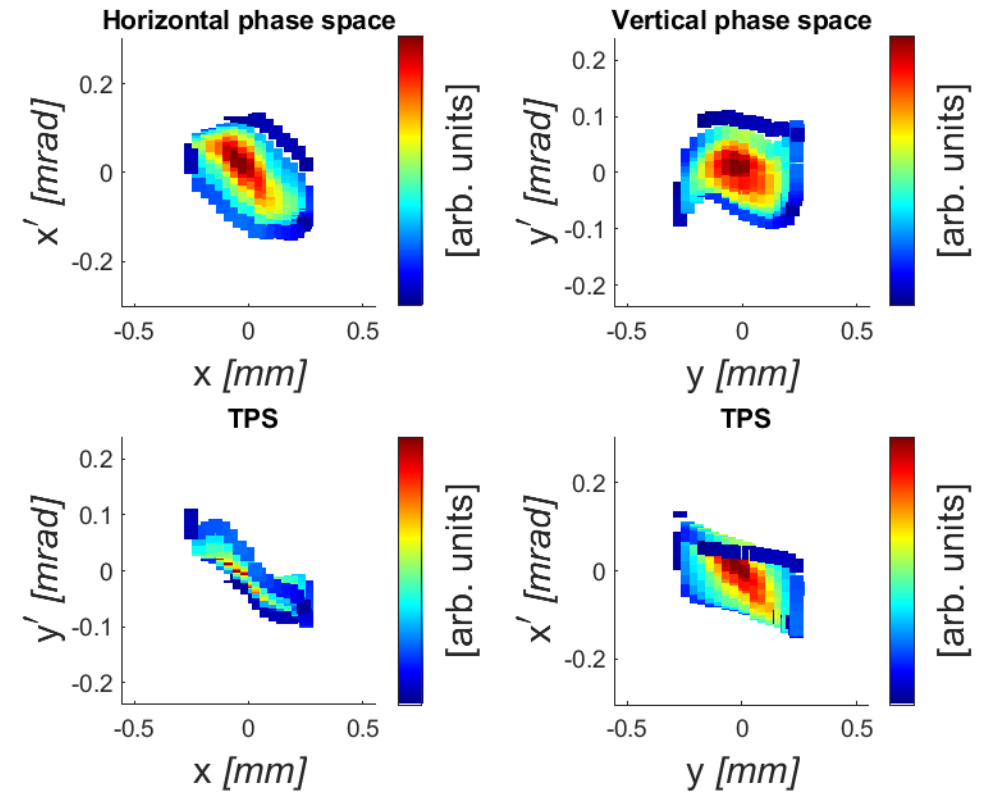 Horizontal phase space
0.2
0
-0.2
x′ [mrad]
-0.5 0 0.5
x [mm]
[arb. units]
Vertical phase space
0.2
0.1
0
-0.1
-0.2
y′ [mrad]
-0.5 0 0.5
y [mm]
[arb. units]
TPS
0.2
0.1
0
-0.1
-0.2
y′ [mrad]
-0.5 0 0.5
x [mm]
[arb. units]
TPS
0.2
0
-0.2
x′ [mrad]
-0.5 0 0.5
y [mm]
[arb. units]